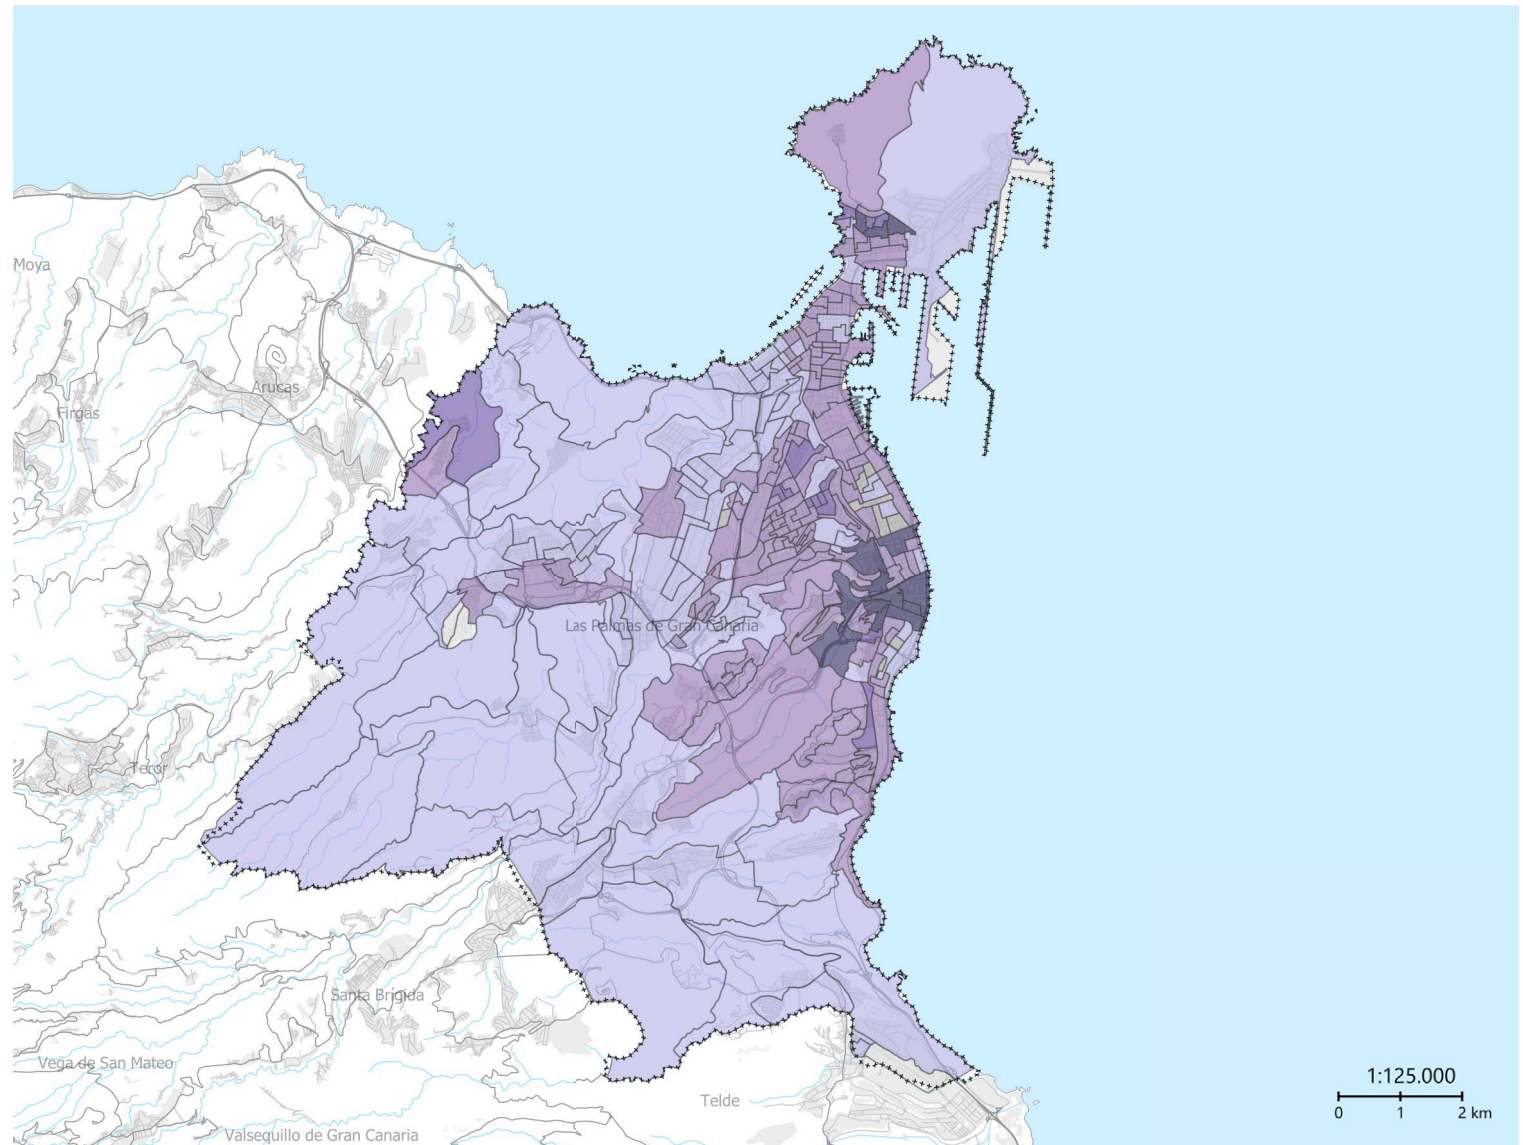 Moya
Arucas
Firgas
Las Palmas de Gran Canaria
Teror
Santa Brígida
Vega de San Mateo
Telde
Valsequillo de Gran Canaria
1:125.000
0 1 2 km